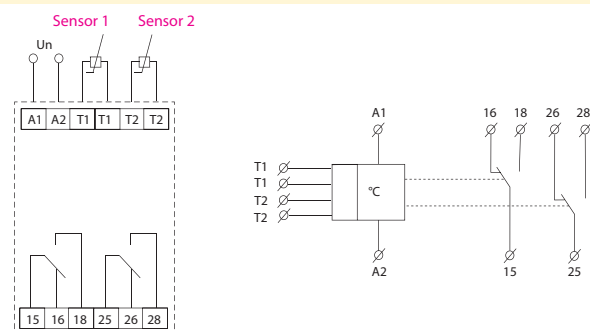 Sensor 1 Sensor 2
Un
A1 A2 T1 T1 T2 T2
15 16 18 25 26 28
A1 16 18 26 28
T1
T1
T2
T2
°C
A2 15 25